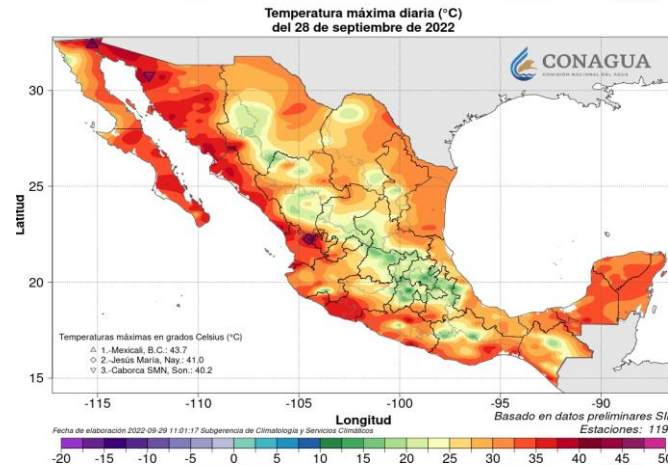 Temperatura máxima diaria (°C)
del 28 de septiembre de 2022
CONAGUA
COMISIÓN NACIONAL DEL AGUA
30
25
20
15
Latitud
Temperaturas máximas en grados Celsius (°C)
1.-Mexicali, B.C.: 43.7
2.-Jesús María, Nay.: 41.0
3.-Caborca SMN, Son.: 40.2
-115 -110 -105 -100 -95 -90
Longitud
Basado en datos preliminares
Fecha de elaboración 2022-09-29 11:01:17 Subgerencia de Climatología y Servicios Climáticos
Estaciones: 119
-20 -15 -10 -5 0 5 10 15 20 25 30 35 40 45 50